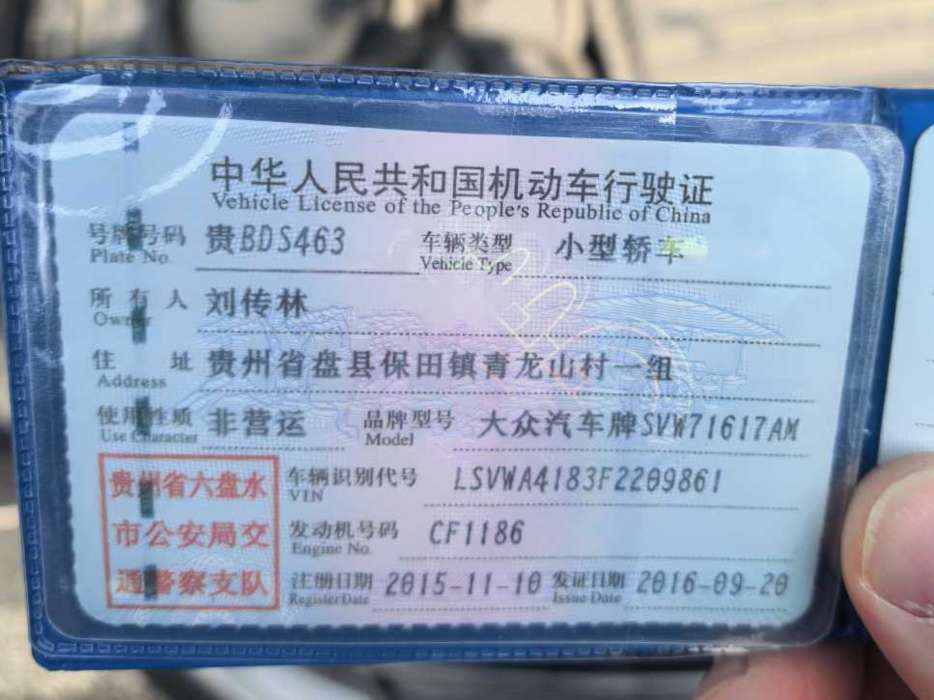 中华人民共和国机动车行驶证
Vehicle License of the People's Republic of China
号牌号码 贵BDS463 车辆类型 小型轿车
Plate No. Vehicle Type
所有人 刘传林
Owner
住址 贵州省盘县保田镇青龙山村一组
Address
使用性质 非营运 品牌型号 大众汽车牌SVW71617AM
Use Character Model
贵州省六盘水 车辆识别代号 LSVWA4183F2209861
VIN
市公安局交 发动机号码 CF1186
Engine No.
通警察支队 注册日期 2015-11-10 发证日期 2016-09-20
Register Date Issue Date